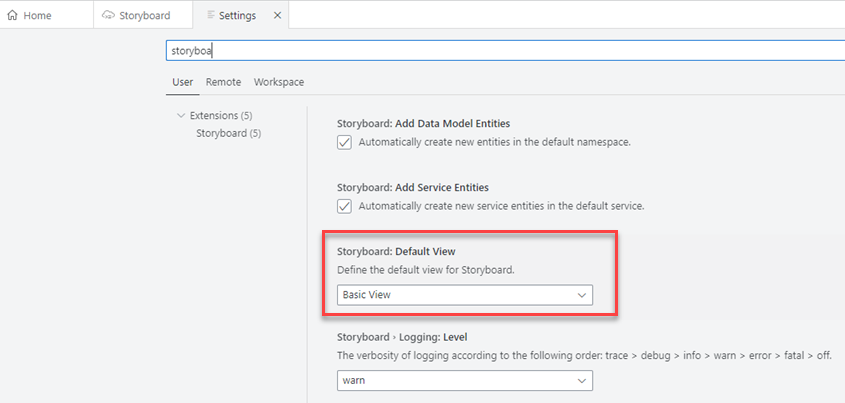 Home
Storyboard
Settings
storyboa
User
Remote
Workspace
Extensions (5)
Storyboard (5)
Storyboard: Add Data Model Entities
Automatically create new entities in the default namespace.
Storyboard: Add Service Entities
Automatically create new service entities in the default service.
Storyboard: Default View
Define the default view for Storyboard.
Basic View
Storyboard › Logging: Level
The verbosity of logging according to the following order: trace > debug > info > warn > error > fatal > off.
warn